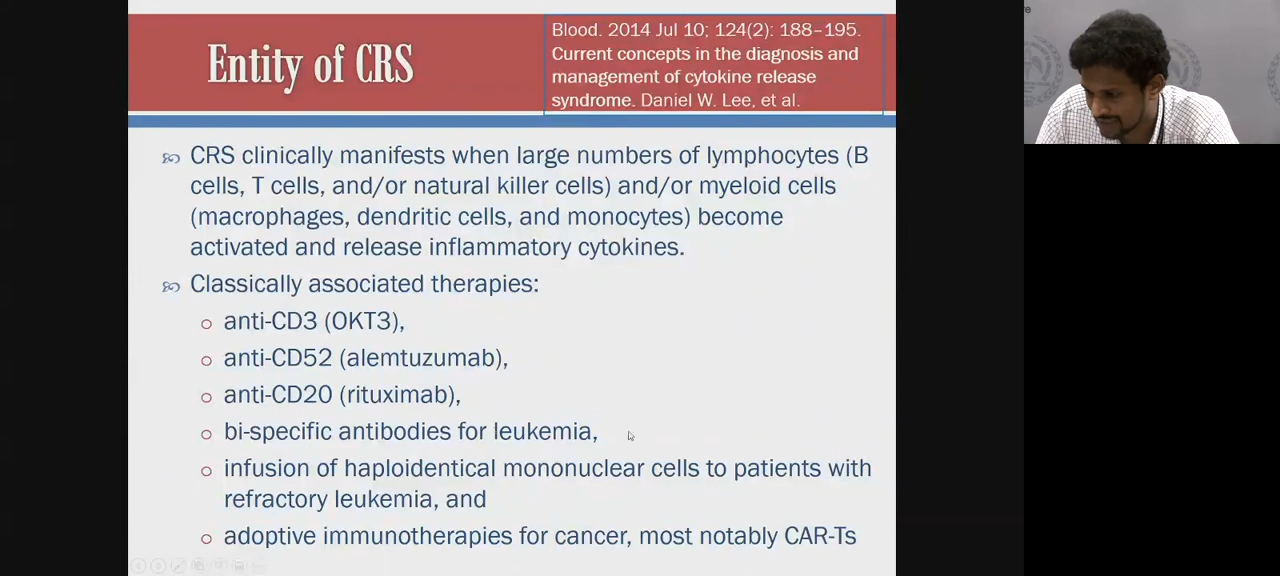 Entity of CRS
Blood. 2014 Jul 10; 124(2): 188–195.
Current concepts in the diagnosis and
management of cytokine release
syndrome. Daniel W. Lee, et al.
CRS clinically manifests when large numbers of lymphocytes (B
cells, T cells, and/or natural killer cells) and/or myeloid cells
(macrophages, dendritic cells, and monocytes) become
activated and release inflammatory cytokines.
Classically associated therapies:
anti-CD3 (OKT3),
anti-CD52 (alemtuzumab),
anti-CD20 (rituximab),
bi-specific antibodies for leukemia,
infusion of haploidentical mononuclear cells to patients with
refractory leukemia, and
adoptive immunotherapies for cancer, most notably CAR-Ts